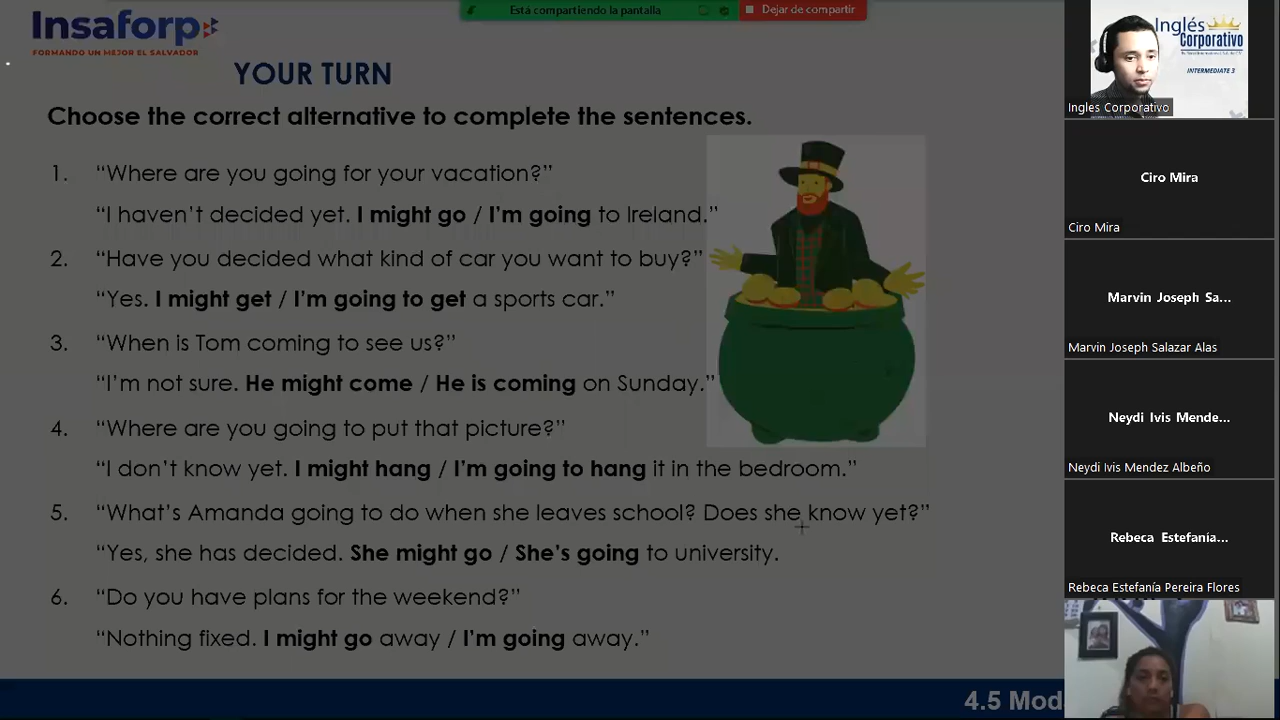 Está compartiendo la pantalla
Dejar de compartir
Insaforp
FORMANDO UN MEJOR EL SALVADOR
YOUR TURN
Choose the correct alternative to complete the sentences.
1. “Where are you going for your vacation?”
“I haven’t decided yet. I might go / I’m going to Ireland.”
2. “Have you decided what kind of car you want to buy?”
“Yes. I might get / I’m going to get a sports car.”
3. “When is Tom coming to see us?”
“I’m not sure. He might come / He is coming on Sunday.”
4. “Where are you going to put that picture?”
“I don’t know yet. I might hang / I’m going to hang it in the bedroom.”
5. “What’s Amanda going to do when she leaves school? Does she know yet?”
“Yes, she has decided. She might go / She’s going to university.
6. “Do you have plans for the weekend?”
“Nothing fixed. I might go away / I’m going away.”
4.5 Mod
Inglés
Corporativo
INTERMEDIATE 3
Ingles Corporativo
Ciro Mira
Ciro Mira
Marvin Joseph Sa...
Marvin Joseph Salazar Alas
Neydi Ivis Mende...
Neydi Ivis Mendez Albeño
Rebeca Estefanía...
Rebeca Estefanía Pereira Flores